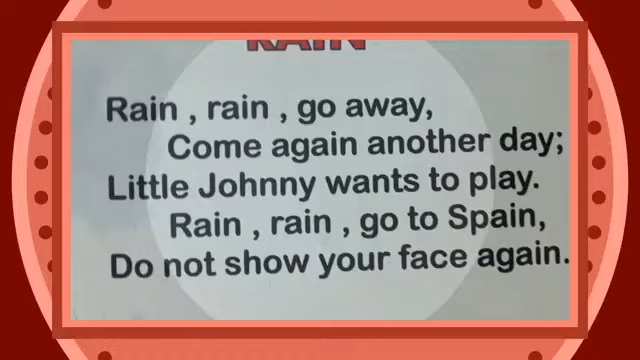 RAIN
Rain , rain , go away,
Come again another day;
Little Johnny wants to play.
Rain , rain , go to Spain,
Do not show your face again.